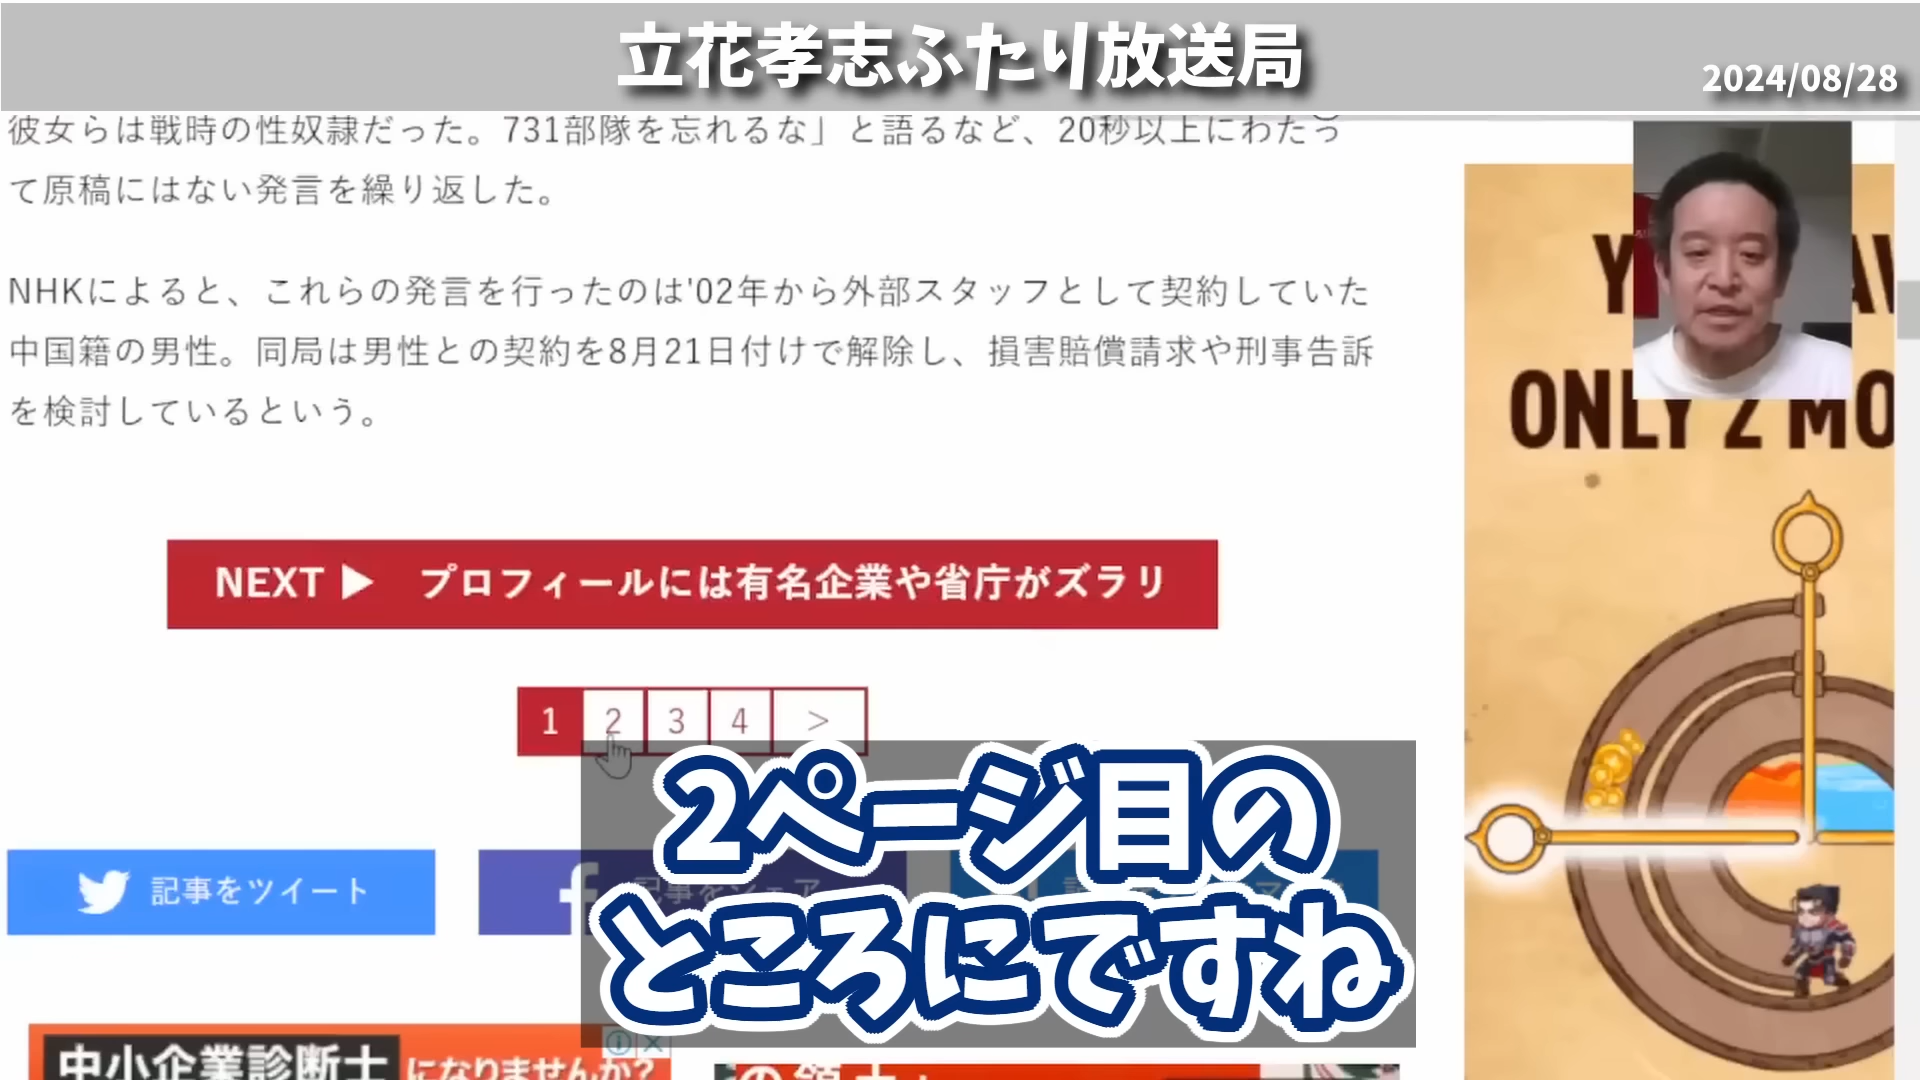 立花孝志ふたり放送局
2024/08/28
彼女らは戦時の性奴隷だった。731部隊を忘れるな」と語るなど、20秒以上にわたっ
て原稿にはない発言を繰り返した。
NHKによると、これらの発言を行ったのは'02年から外部スタッフとして契約していた
中国籍の男性。同局は男性との契約を8月21日付けで解除し、損害賠償請求や刑事告訴
を検討しているという。
ONLY 2 MO
NEXT ▶ プロフィールには有名企業や省庁がズラリ
1 2 3 4 >
2ページ目の
ところにですね
記事をツイート
記事をシェア
中小企業診断士になりませんか?